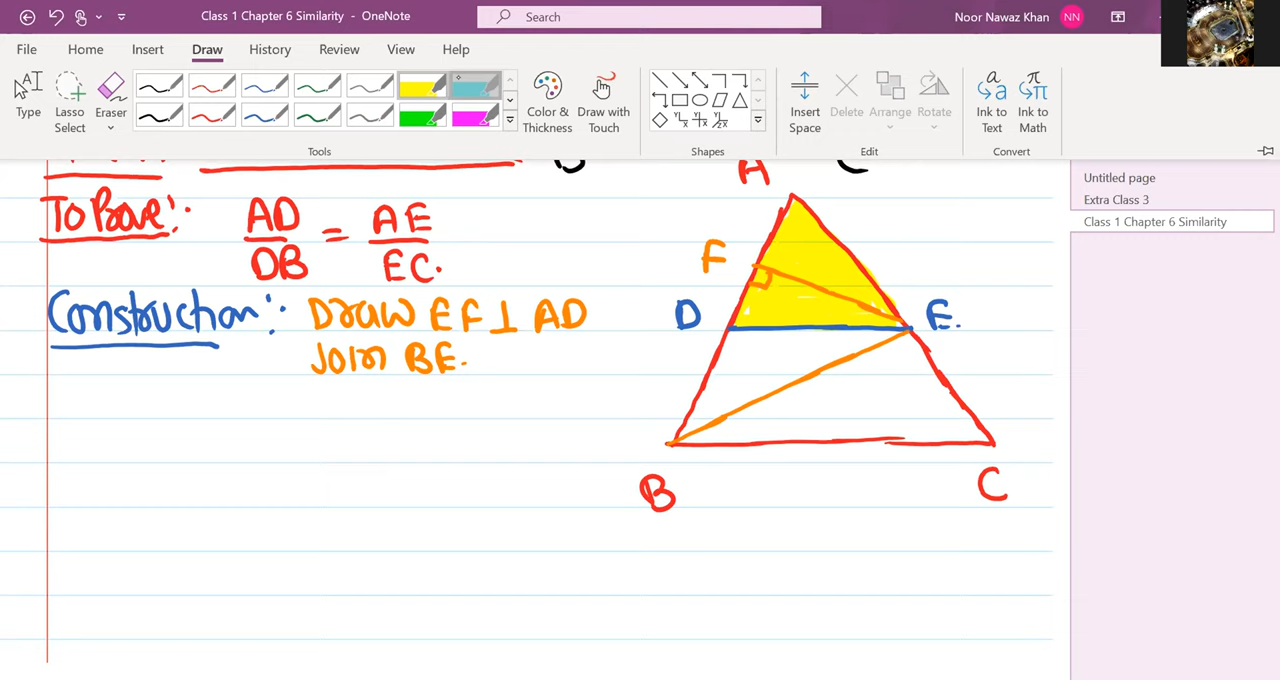 Class 1 Chapter 6 Similarity - OneNote
Search
Noor Nawaz Khan
NN
File Home Insert Draw History Review View Help
Type
Lasso Select
Eraser
Color & Thickness
Draw with Touch
Insert Space
Delete
Arrange
Rotate
Ink to Text
Ink to Math
Tools
Shapes
Edit
Convert
Untitled page
Extra Class 3
Class 1 Chapter 6 Similarity
To Prove:- AD/DB = AE/EC.
Construction:- Draw EF ⊥ AD
Join BE.
A
F
D
E.
B
C